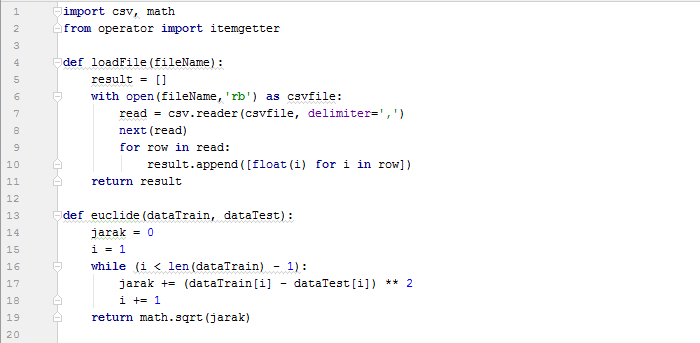 1 import csv, math
2 from operator import itemgetter
3
4 def loadFile(fileName):
5     result = []
6     with open(fileName,'rb') as csvfile:
7         read = csv.reader(csvfile, delimiter=',')
8         next(read)
9         for row in read:
10             result.append([float(i) for i in row])
11     return result
12
13 def euclide(dataTrain, dataTest):
14     jarak = 0
15     i = 1
16     while (i < len(dataTrain) - 1):
17         jarak += (dataTrain[i] - dataTest[i]) ** 2
18         i += 1
19     return math.sqrt(jarak)
20